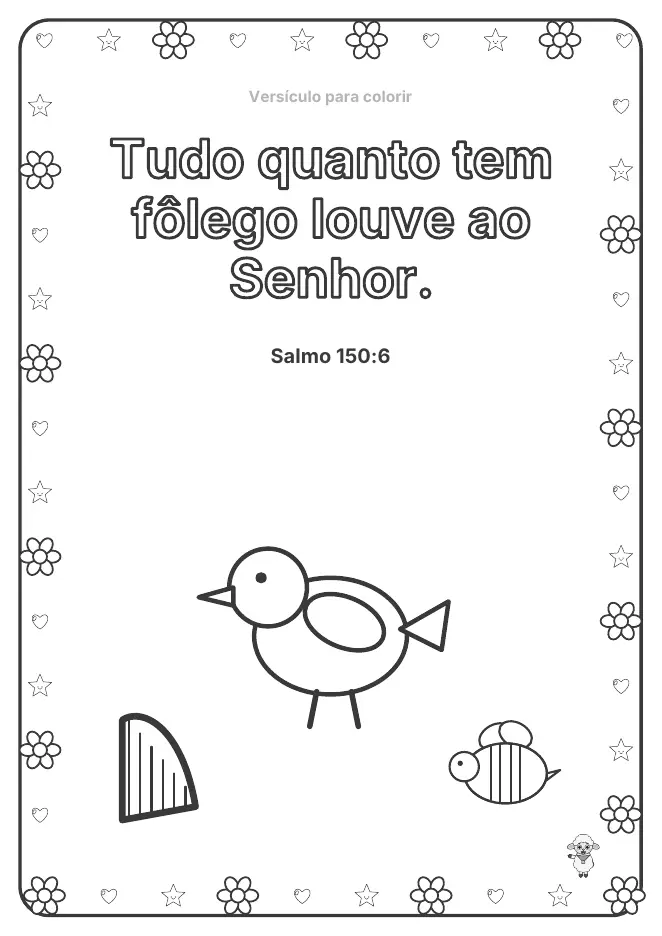 Versículo para colorir
Tudo quanto tem
fôlego louve ao
Senhor.
Salmo 150:6